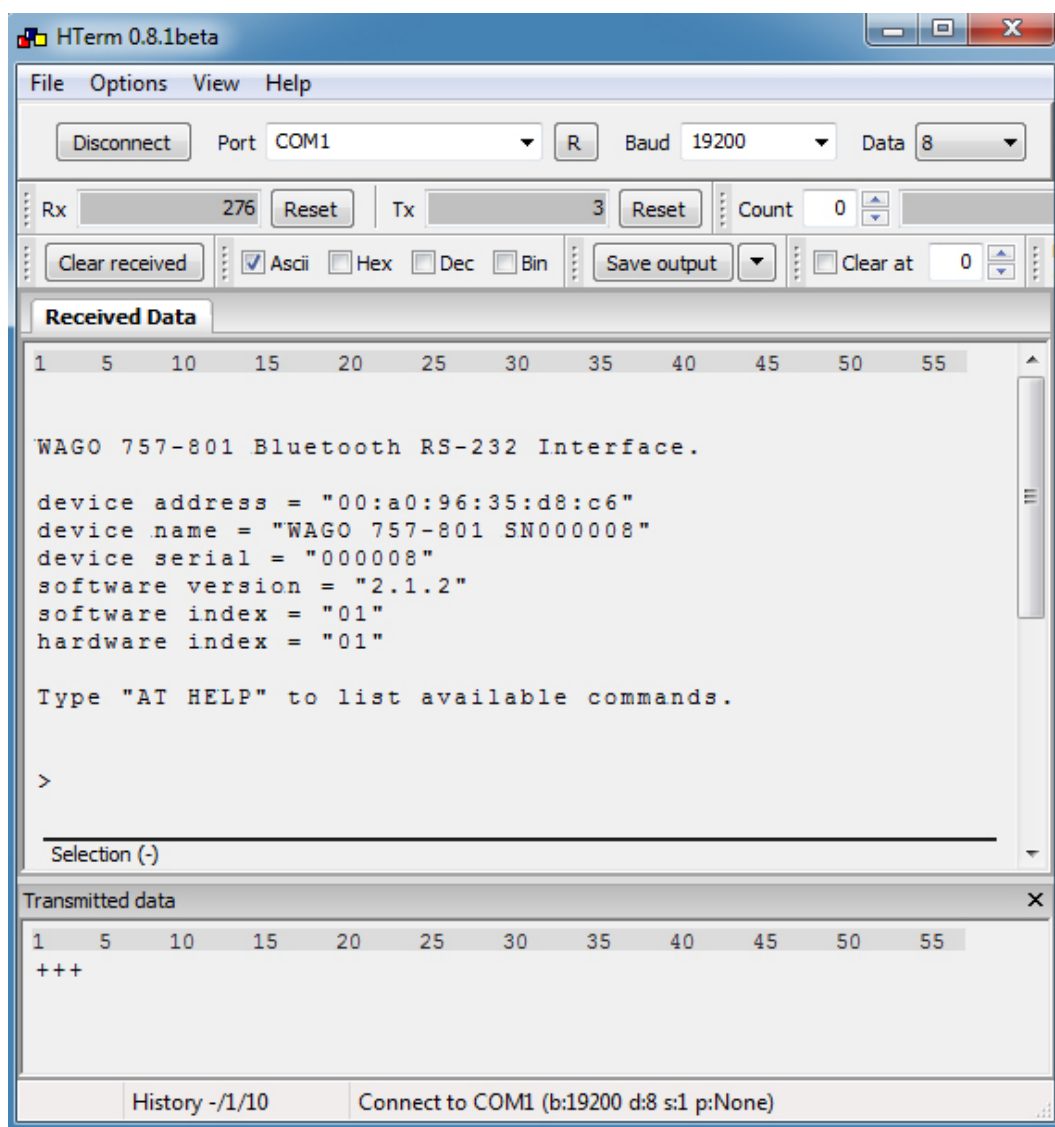 HTerm 0.8.1beta
File Options View Help
Disconnect Port COM1 R Baud 19200 Data 8
Rx 276 Reset Tx 3 Reset Count 0
Clear received Ascii Hex Dec Bin Save output Clear at 0
Received Data
1 5 10 15 20 25 30 35 40 45 50 55
WAGO 757-801 Bluetooth RS-232 Interface.
device address = "00:a0:96:35:d8:c6"
device name = "WAGO 757-801 SN000008"
device serial = "000008"
software version = "2.1.2"
software index = "01"
hardware index = "01"
Type "AT HELP" to list available commands.
>
Selection (-)
Transmitted data
1 5 10 15 20 25 30 35 40 45 50 55
+++
History -/1/10 Connect to COM1 (b:19200 d:8 s:1 p:None)